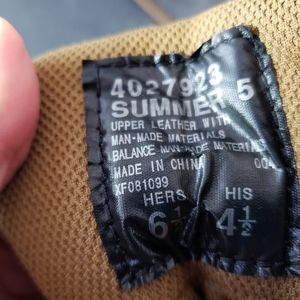 4027923
SUMMER 5
UPPER LEATHER WITH
MAN-MADE MATERIALS
BALANCE MAN-MADE MATERIALS
MADE IN CHINA 004
XF081099
HERS HIS
6½ 4½